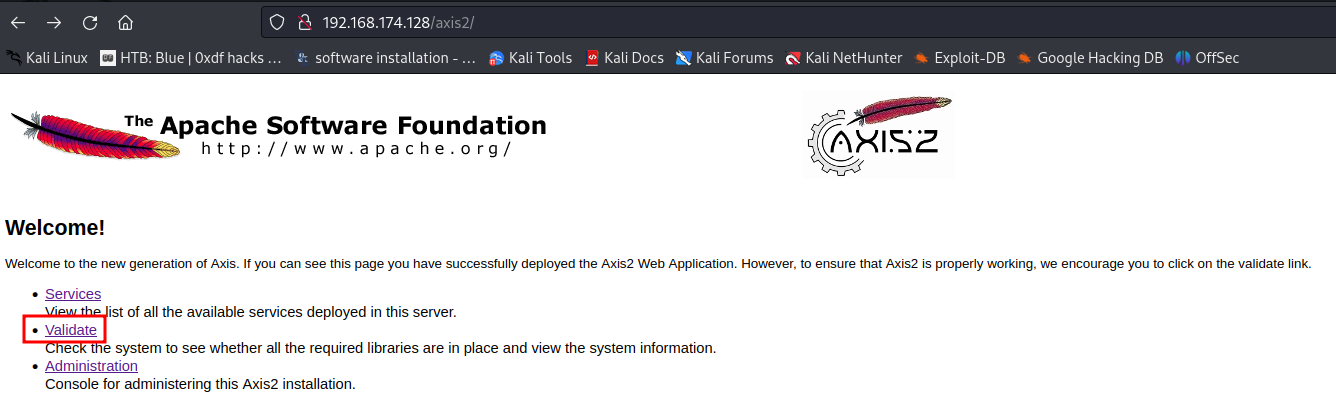 192.168.174.128/axis2/
Kali Linux HTB: Blue | 0xdf hacks … software installation - … Kali Tools Kali Docs Kali Forums Kali NetHunter Exploit-DB Google Hacking DB OffSec
The Apache Software Foundation
http://www.apache.org/
AXIS2
Welcome!
Welcome to the new generation of Axis. If you can see this page you have successfully deployed the Axis2 Web Application. However, to ensure that Axis2 is properly working, we encourage you to click on the validate link.
Services
View the list of all the available services deployed in this server.
Validate
Check the system to see whether all the required libraries are in place and view the system information.
Administration
Console for administering this Axis2 installation.